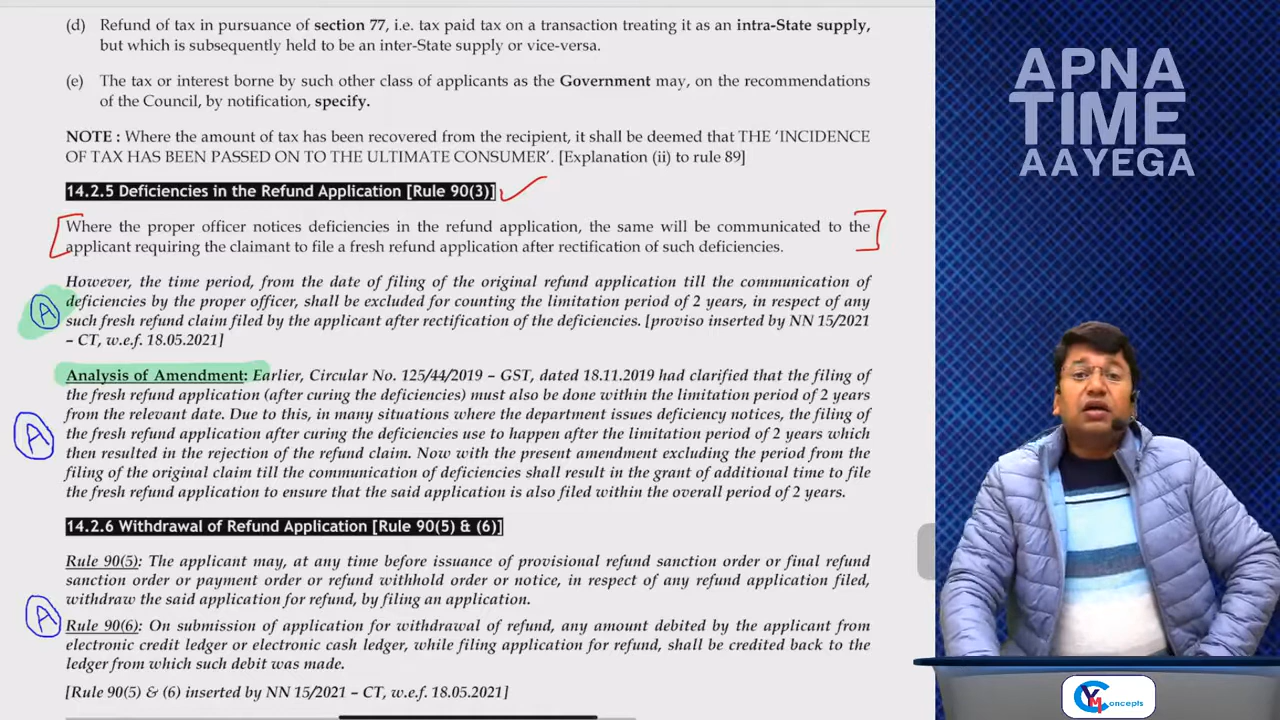 (d) Refund of tax in pursuance of section 77, i.e. tax paid tax on a transaction treating it as an intra-State supply,
but which is subsequently held to be an inter-State supply or vice-versa.
(e) The tax or interest borne by such other class of applicants as the Government may, on the recommendations
of the Council, by notification, specify.
NOTE : Where the amount of tax has been recovered from the recipient, it shall be deemed that THE 'INCIDENCE
OF TAX HAS BEEN PASSED ON TO THE ULTIMATE CONSUMER'. [Explanation (ii) to rule 89]
14.2.5 Deficiencies in the Refund Application [Rule 90(3)]
Where the proper officer notices deficiencies in the refund application, the same will be communicated to the
applicant requiring the claimant to file a fresh refund application after rectification of such deficiencies.
However, the time period, from the date of filing of the original refund application till the communication of
deficiencies by the proper officer, shall be excluded for counting the limitation period of 2 years, in respect of any
such fresh refund claim filed by the applicant after rectification of the deficiencies. [proviso inserted by NN 15/2021
– CT, w.e.f. 18.05.2021]
A
Analysis of Amendment: Earlier, Circular No. 125/44/2019 – GST, dated 18.11.2019 had clarified that the filing of
the fresh refund application (after curing the deficiencies) must also be done within the limitation period of 2 years
from the relevant date. Due to this, in many situations where the department issues deficiency notices, the filing of
the fresh refund application after curing the deficiencies use to happen after the limitation period of 2 years which
then resulted in the rejection of the refund claim. Now with the present amendment excluding the period from the
filing of the original claim till the communication of deficiencies shall result in the grant of additional time to file
the fresh refund application to ensure that the said application is also filed within the overall period of 2 years.
A
14.2.6 Withdrawal of Refund Application [Rule 90(5) & (6)]
Rule 90(5): The applicant may, at any time before issuance of provisional refund sanction order or final refund
sanction order or payment order or refund withhold order or notice, in respect of any refund application filed,
withdraw the said application for refund, by filing an application.
A
Rule 90(6): On submission of application for withdrawal of refund, any amount debited by the applicant from
electronic credit ledger or electronic cash ledger, while filing application for refund, shall be credited back to the
ledger from which such debit was made.
[Rule 90(5) & (6) inserted by NN 15/2021 – CT, w.e.f. 18.05.2021]
APNA
TIME
AAYEGA
YM Concepts